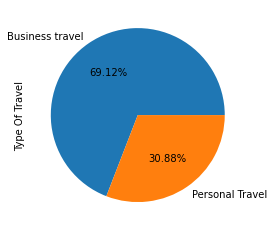 Business travel
69.12%
Type Of Travel
30.88%
Personal Travel